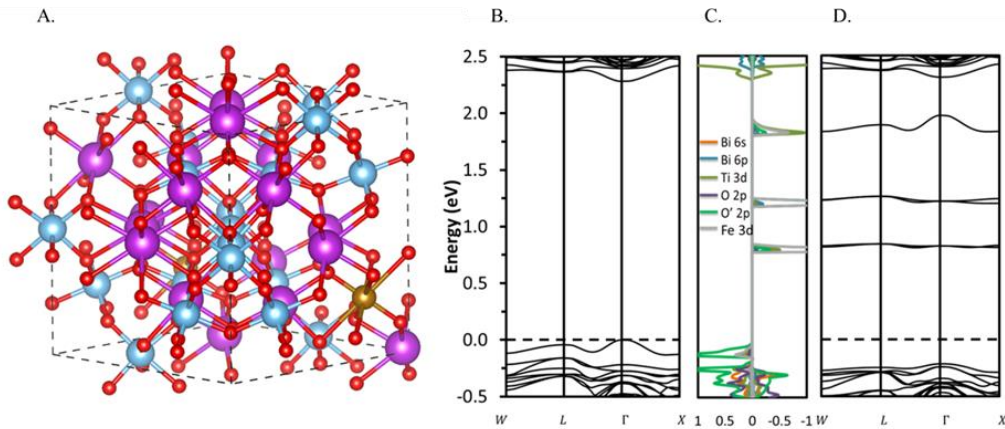 A.
B.
C.
D.
2.5
2.0
1.5
1.0
0.5
0.0
-0.5
Energy (eV)
W L Γ X
Bi 6s
Bi 6p
Ti 3d
O 2p
O' 2p
Fe 3d
1 0.5 0 -0.5 -1
W L Γ X